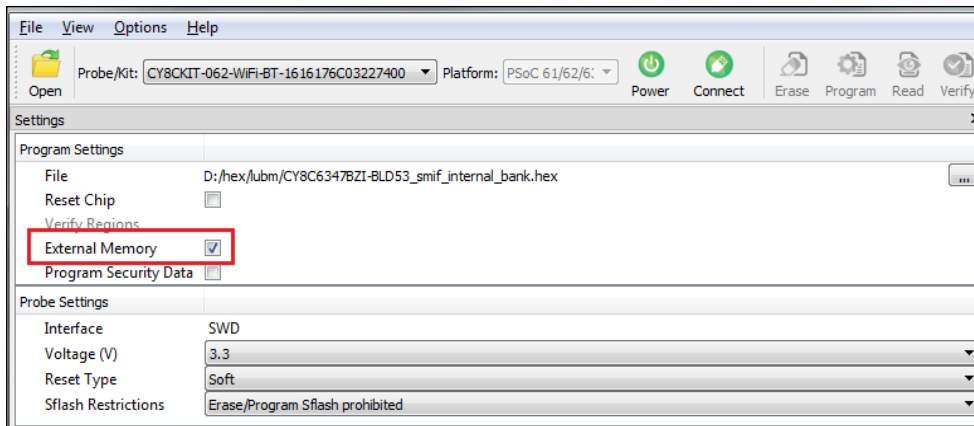 File View Options Help
Probe/Kit: CY8CKIT-062-WiFi-BT-1616176C03227400 Platform: PSoC 61/62/6
Open Power Connect Erase Program Read Verify
Settings
Program Settings
File D:/hex/lubm/CY8C6347BZI-BLD53_smif_internal_bank.hex ...
Reset Chip
Verify Regions
External Memory
Program Security Data
Probe Settings
Interface SWD
Voltage (V) 3.3
Reset Type Soft
Sflash Restrictions Erase/Program Sflash prohibited